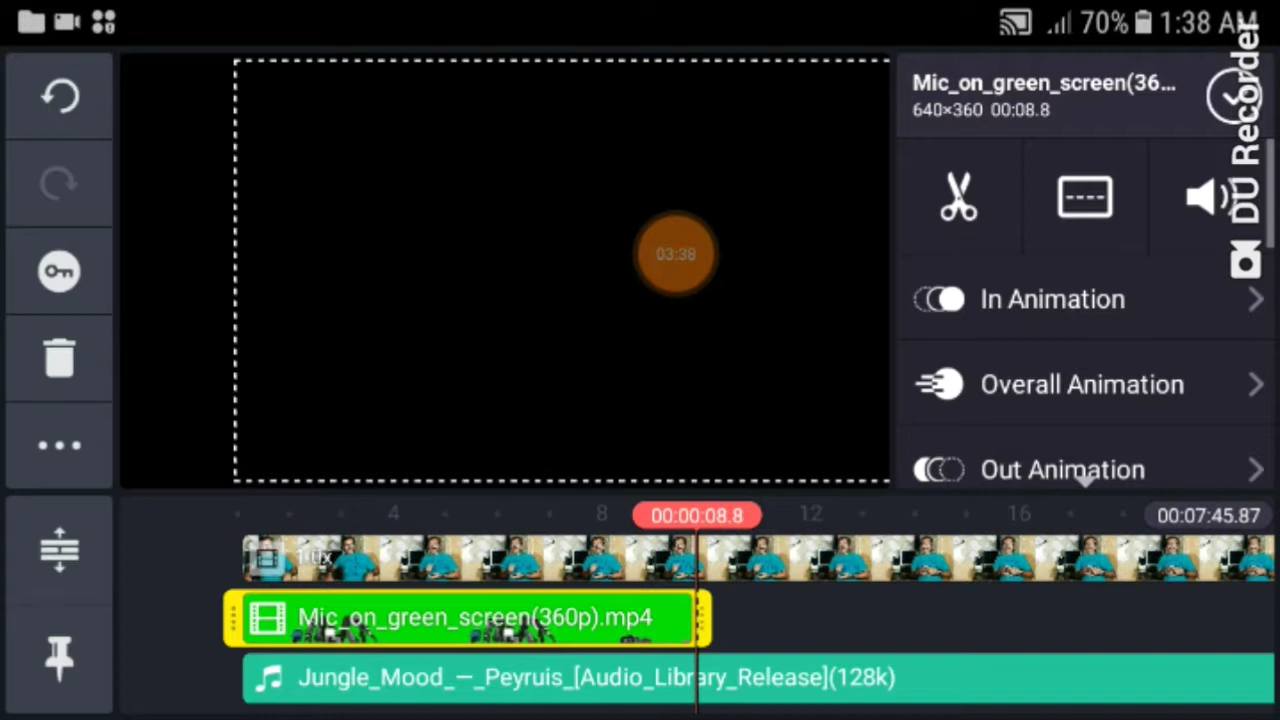 70% 1:38 AM
DU Recorder
Mic_on_green_screen(36...
640×360 00:08.8
03:38
In Animation
Overall Animation
Out Animation
4 8 00:00:08.8 12 16 00:07:45.87
1.0x
Mic_on_green_screen(360p).mp4
Jungle_Mood_—_Peyruis_[Audio_Library_Release](128k)